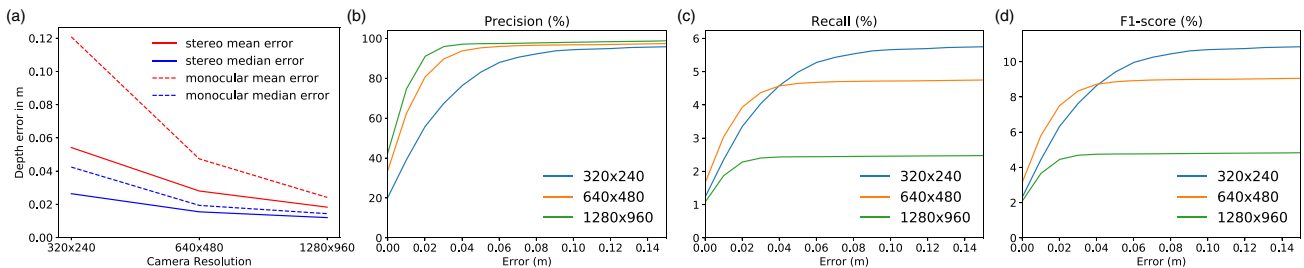 (a)
0.12
0.10
0.08
0.06
0.04
0.02
0.00
Depth error in m
stereo mean error
stereo median error
monocular mean error
monocular median error
320x240
640x480
1280x960
Camera Resolution
(b)
Precision (%)
100
80
60
40
20
0
320x240
640x480
1280x960
0.00 0.02 0.04 0.06 0.08 0.10 0.12 0.14
Error (m)
(c)
Recall (%)
6
5
4
3
2
1
0
320x240
640x480
1280x960
0.00 0.02 0.04 0.06 0.08 0.10 0.12 0.14
Error (m)
(d)
F1-score (%)
10
8
6
4
2
0
320x240
640x480
1280x960
0.00 0.02 0.04 0.06 0.08 0.10 0.12 0.14
Error (m)